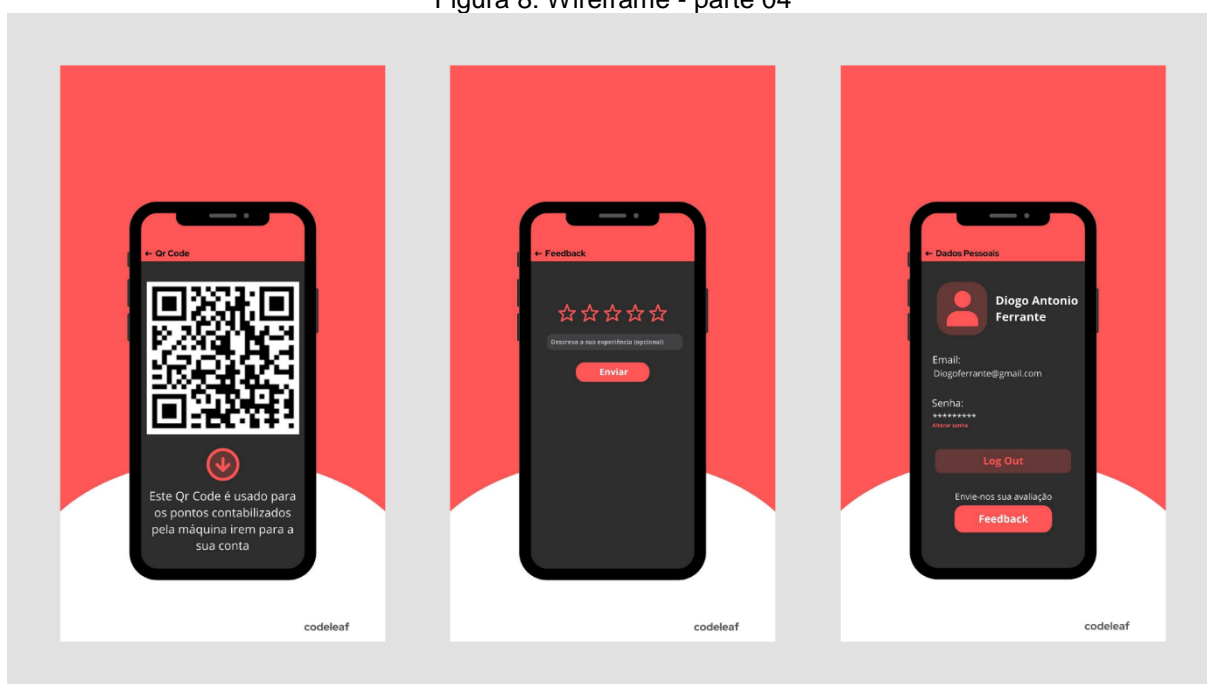 Figura 8: Wireframe - parte 04
← Qr Code
Este Qr Code é usado para
os pontos contabilizados
pela máquina irem para a
sua conta
codeleaf
← Feedback
Descreva a sua experiência (opcional)
Enviar
codeleaf
← Dados Pessoais
Diogo Antonio
Ferrante
Email:
Diogoferrante@gmail.com
Senha:
*********
Alterar senha
Log Out
Envie-nos sua avaliação
Feedback
codeleaf